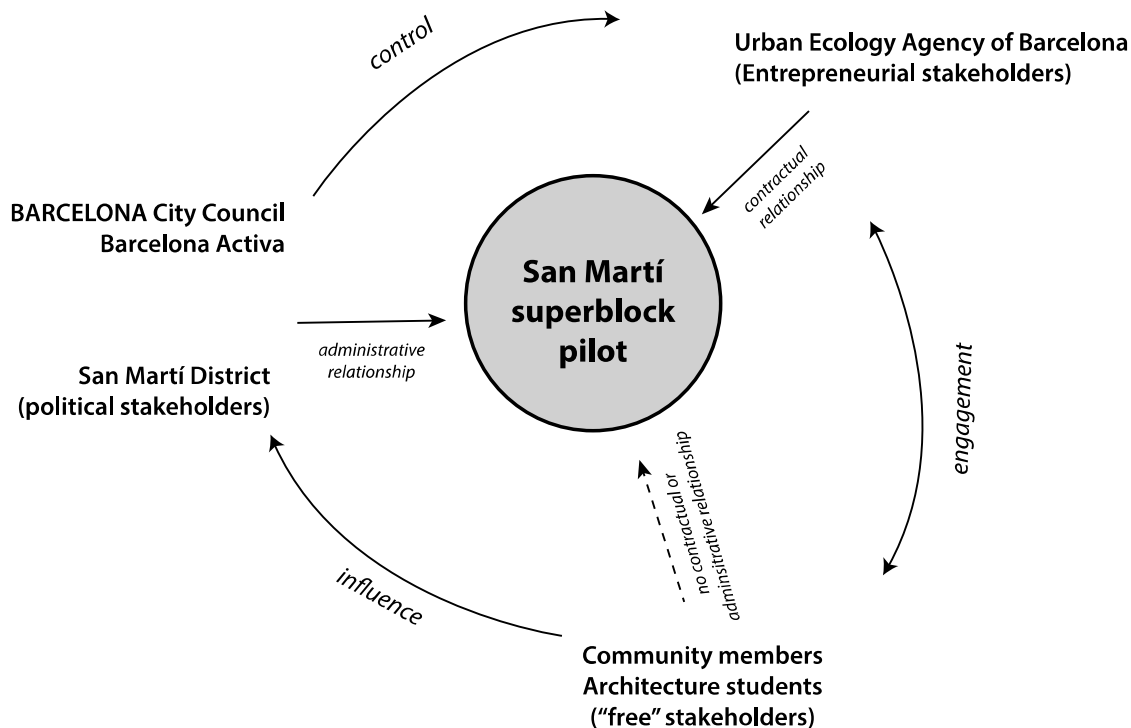 control
Urban Ecology Agency of Barcelona
(Entrepreneurial stakeholders)
contractual
relationship
BARCELONA City Council
Barcelona Activa
San Martí
superblock
pilot
administrative
relationship
San Martí District
(political stakeholders)
engagement
no contractual or
adminsitrative relationship
influence
Community members
Architecture students
(“free” stakeholders)